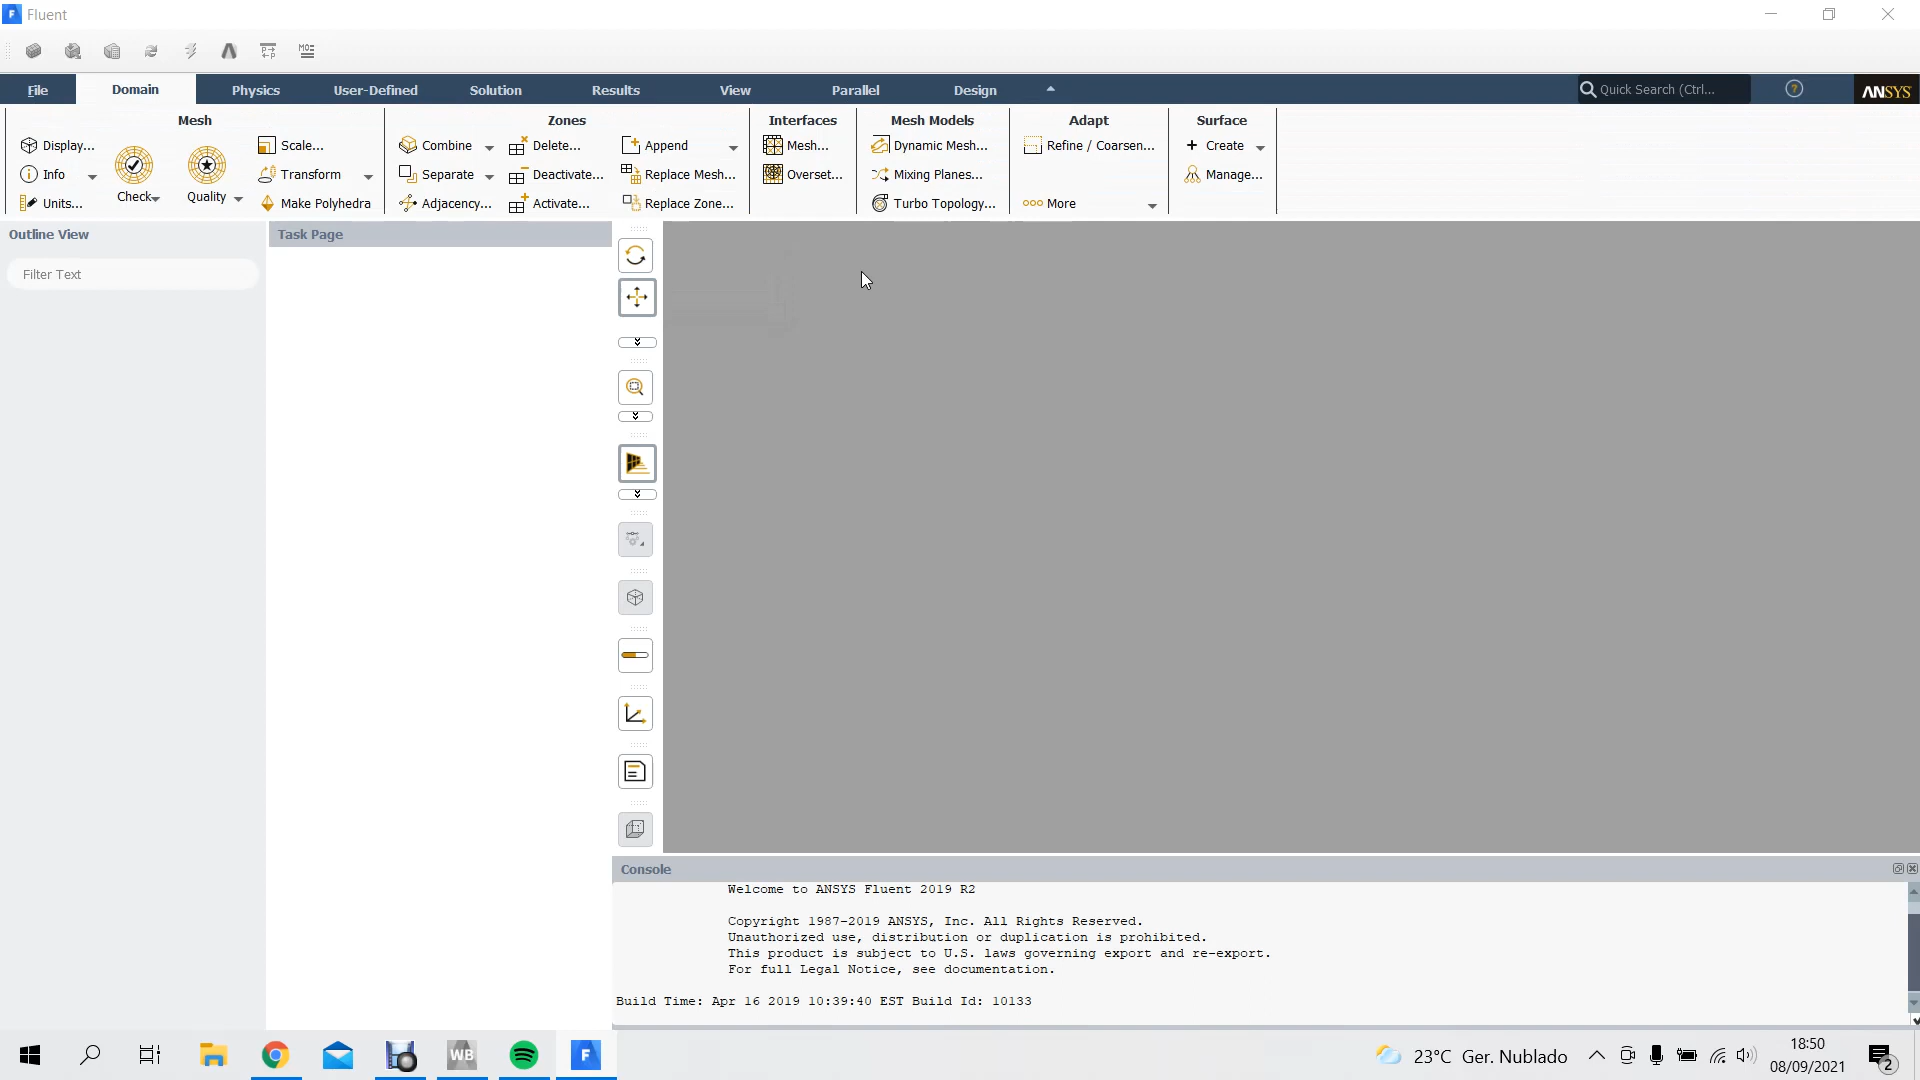 Fluent
File
Domain
Physics
User-Defined
Solution
Results
View
Parallel
Design
Quick Search (Ctrl...
ANSYS
Mesh
Display...
Info
Units...
Check
Quality
Scale...
Transform
Make Polyhedra
Zones
Combine
Separate
Adjacency...
Delete...
Deactivate...
Activate...
Append
Replace Mesh...
Replace Zone...
Interfaces
Mesh...
Overset...
Mesh Models
Dynamic Mesh...
Mixing Planes...
Turbo Topology...
Adapt
Refine / Coarsen...
More
Surface
Create
Manage...
Outline View
Filter Text
Task Page
Console
Welcome to ANSYS Fluent 2019 R2
Copyright 1987-2019 ANSYS, Inc. All Rights Reserved.
Unauthorized use, distribution or duplication is prohibited.
This product is subject to U.S. laws governing export and re-export.
For full Legal Notice, see documentation.
Build Time: Apr 16 2019 10:39:40 EST Build Id: 10133
WB
F
23°C Ger. Nublado
18:50
08/09/2021
2